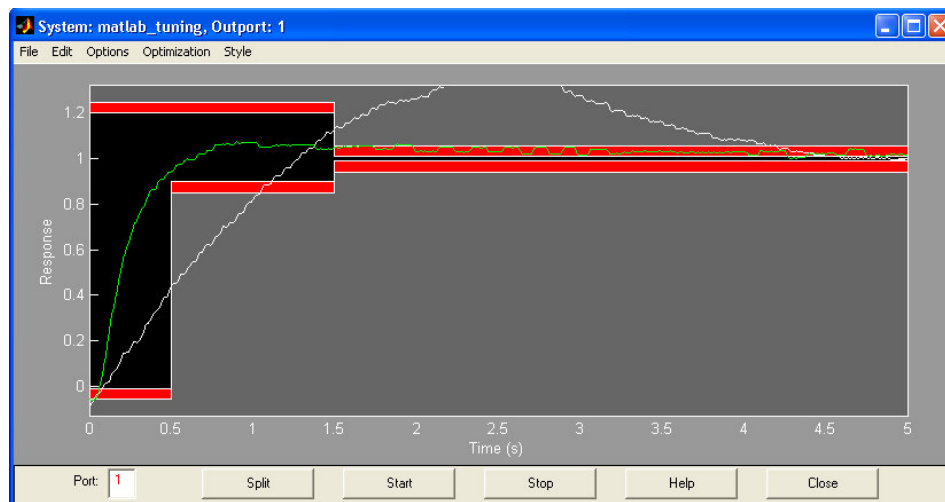 System: matlab_tuning, Outport: 1
File Edit Options Optimization Style
1.2
1
0.8
0.6
0.4
0.2
0
Response
0 0.5 1 1.5 2 2.5 3 3.5 4 4.5 5
Time (s)
Port: 1 Split Start Stop Help Close